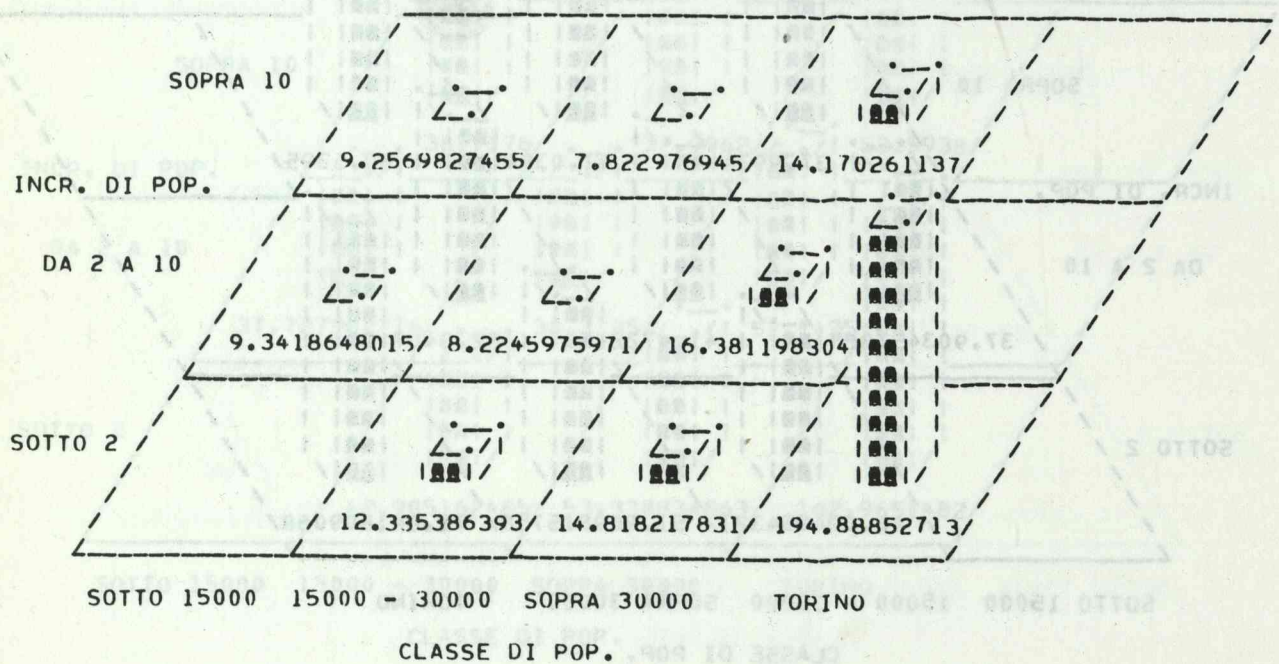 SOPRA 10
9.2569827455/ 7.822976945/ 14.170261137/
INCR. DI POP.
DA 2 A 10
9.3418648015/ 8.2245975971/ 16.381198304
SOTTO 2
12.335386393/ 14.818217831/ 194.88852713/
SOTTO 15000 15000 - 30000 SOPRA 30000 TORINO
CLASSE DI POP.